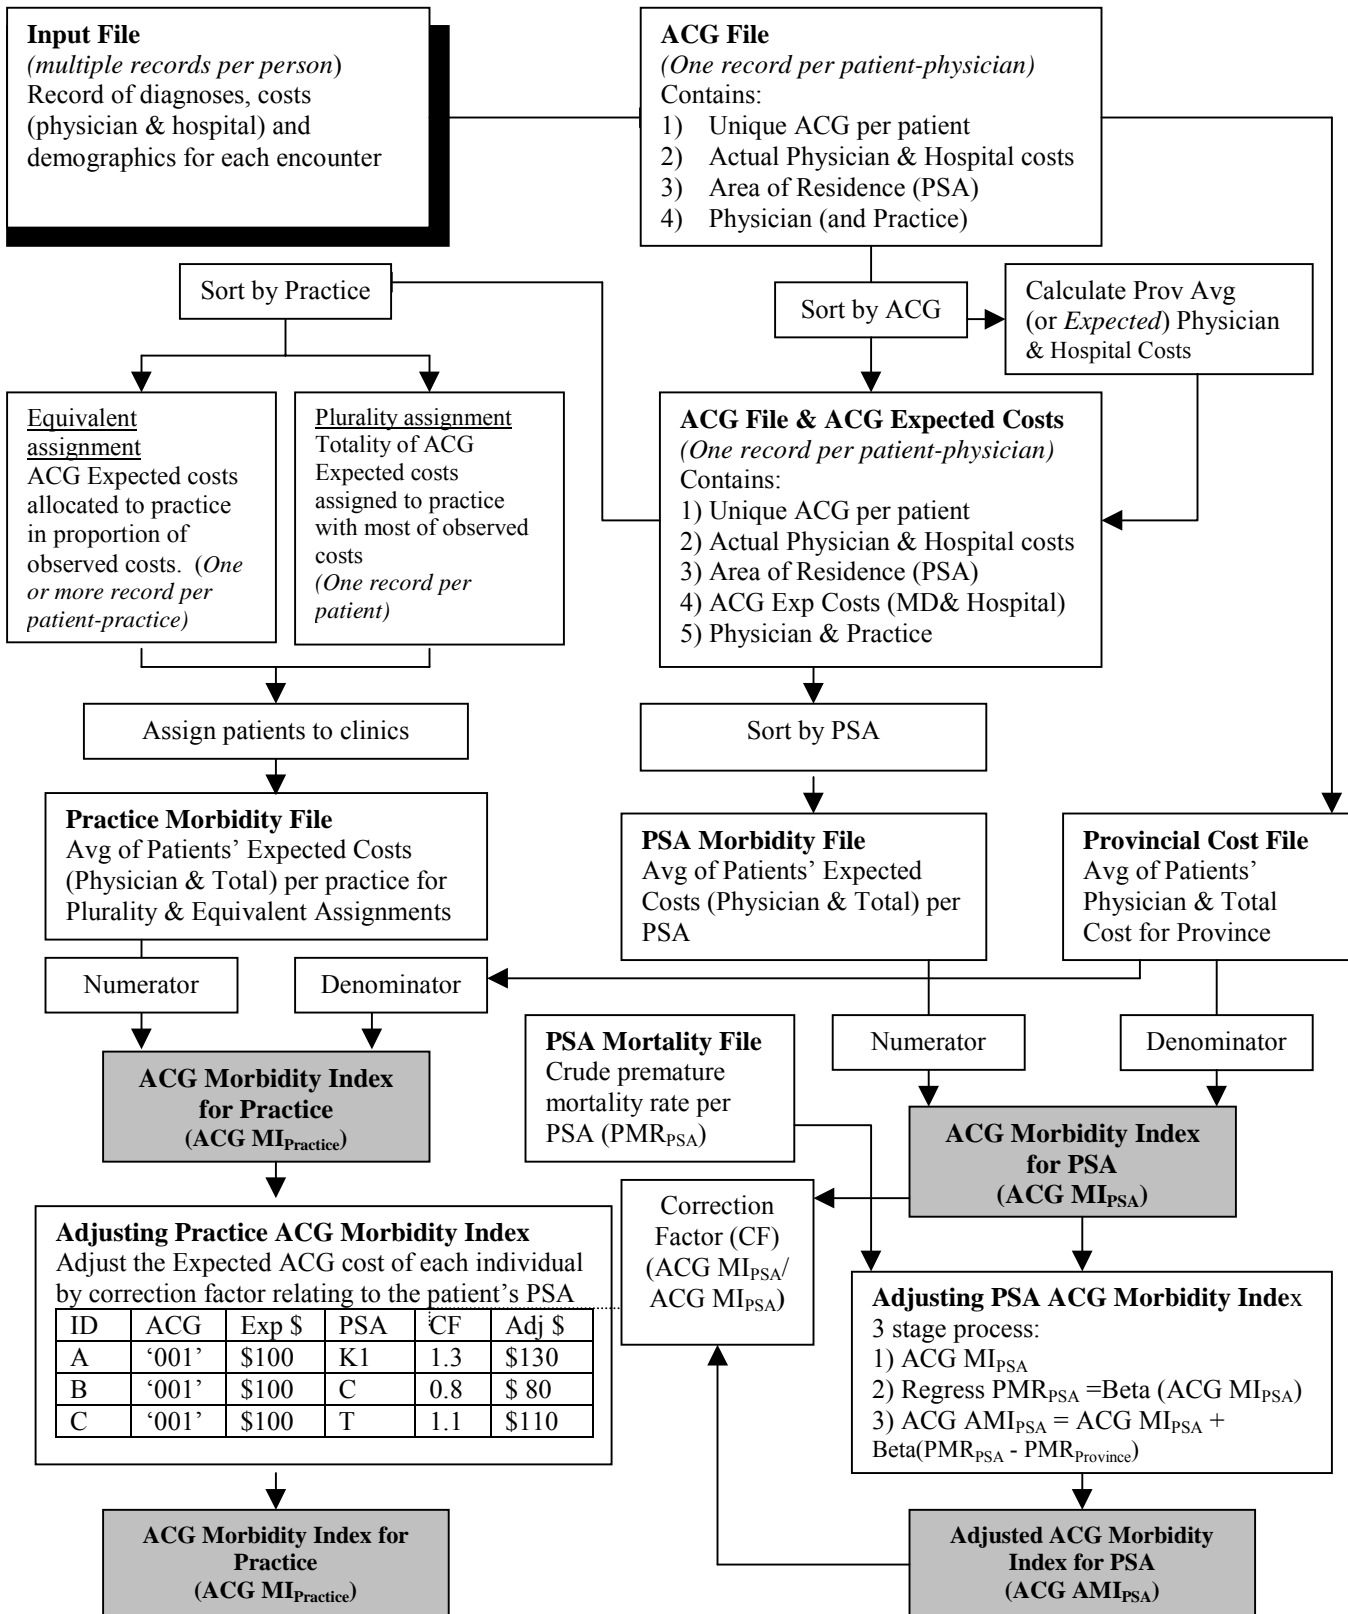 Input File
(multiple records per person)
Record of diagnoses, costs
(physician & hospital) and
demographics for each encounter
ACG File
(One record per patient-physician)
Contains:
1) Unique ACG per patient
2) Actual Physician & Hospital costs
3) Area of Residence (PSA)
4) Physician (and Practice)
Sort by Practice
Sort by ACG
Calculate Prov Avg
(or Expected) Physician
& Hospital Costs
Equivalent
assignment
ACG Expected costs
allocated to practice
in proportion of
observed costs. (One
or more record per
patient-practice)
Plurality assignment
Totality of ACG
Expected costs
assigned to practice
with most of observed
costs
(One record per
patient)
ACG File & ACG Expected Costs
(One record per patient-physician)
Contains:
1) Unique ACG per patient
2) Actual Physician & Hospital costs
3) Area of Residence (PSA)
4) ACG Exp Costs (MD& Hospital)
5) Physician & Practice
Assign patients to clinics
Sort by PSA
Practice Morbidity File
Avg of Patients’ Expected Costs
(Physician & Total) per practice for
Plurality & Equivalent Assignments
PSA Morbidity File
Avg of Patients’ Expected
Costs (Physician & Total) per
PSA
Provincial Cost File
Avg of Patients’
Physician & Total
Cost for Province
Numerator
Denominator
PSA Mortality File
Crude premature
mortality rate per
PSA (PMRPSA)
Numerator
Denominator
ACG Morbidity Index
for Practice
(ACG MIPractice)
ACG Morbidity Index
for PSA
(ACG MIPSA)
Correction
Factor (CF)
(ACG MIPSA/
ACG MIPSA)
Adjusting Practice ACG Morbidity Index
Adjust the Expected ACG cost of each individual
by correction factor relating to the patient’s PSA
ID ACG Exp $ PSA CF Adj $
A ‘001’ $100 K1 1.3 $130
B ‘001’ $100 C 0.8 $ 80
C ‘001’ $100 T 1.1 $110
Adjusting PSA ACG Morbidity Index
3 stage process:
1) ACG MIPSA
2) Regress PMRPSA =Beta (ACG MIPSA)
3) ACG AMIPSA = ACG MIPSA +
Beta(PMRPSA - PMRProvince)
ACG Morbidity Index for
Practice
(ACG MIPractice)
Adjusted ACG Morbidity
Index for PSA
(ACG AMIPSA)